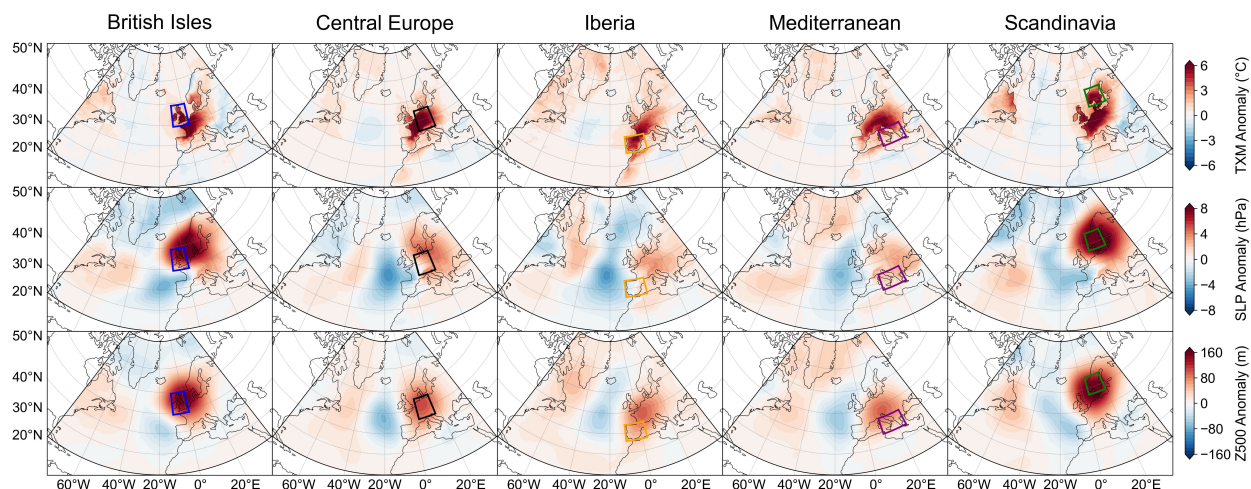 British Isles Central Europe Iberia Mediterranean Scandinavia
50°N
40°N
30°N
20°N
6
3
0
−3
−6
TXM Anomaly (°C)
50°N
40°N
30°N
20°N
8
4
0
−4
−8
SLP Anomaly (hPa)
50°N
40°N
30°N
20°N
160
80
0
−80
−160
Z500 Anomaly (m)
60°W 40°W 20°W 0° 20°E 60°W 40°W 20°W 0° 20°E 60°W 40°W 20°W 0° 20°E 60°W 40°W 20°W 0° 20°E 60°W 40°W 20°W 0° 20°E